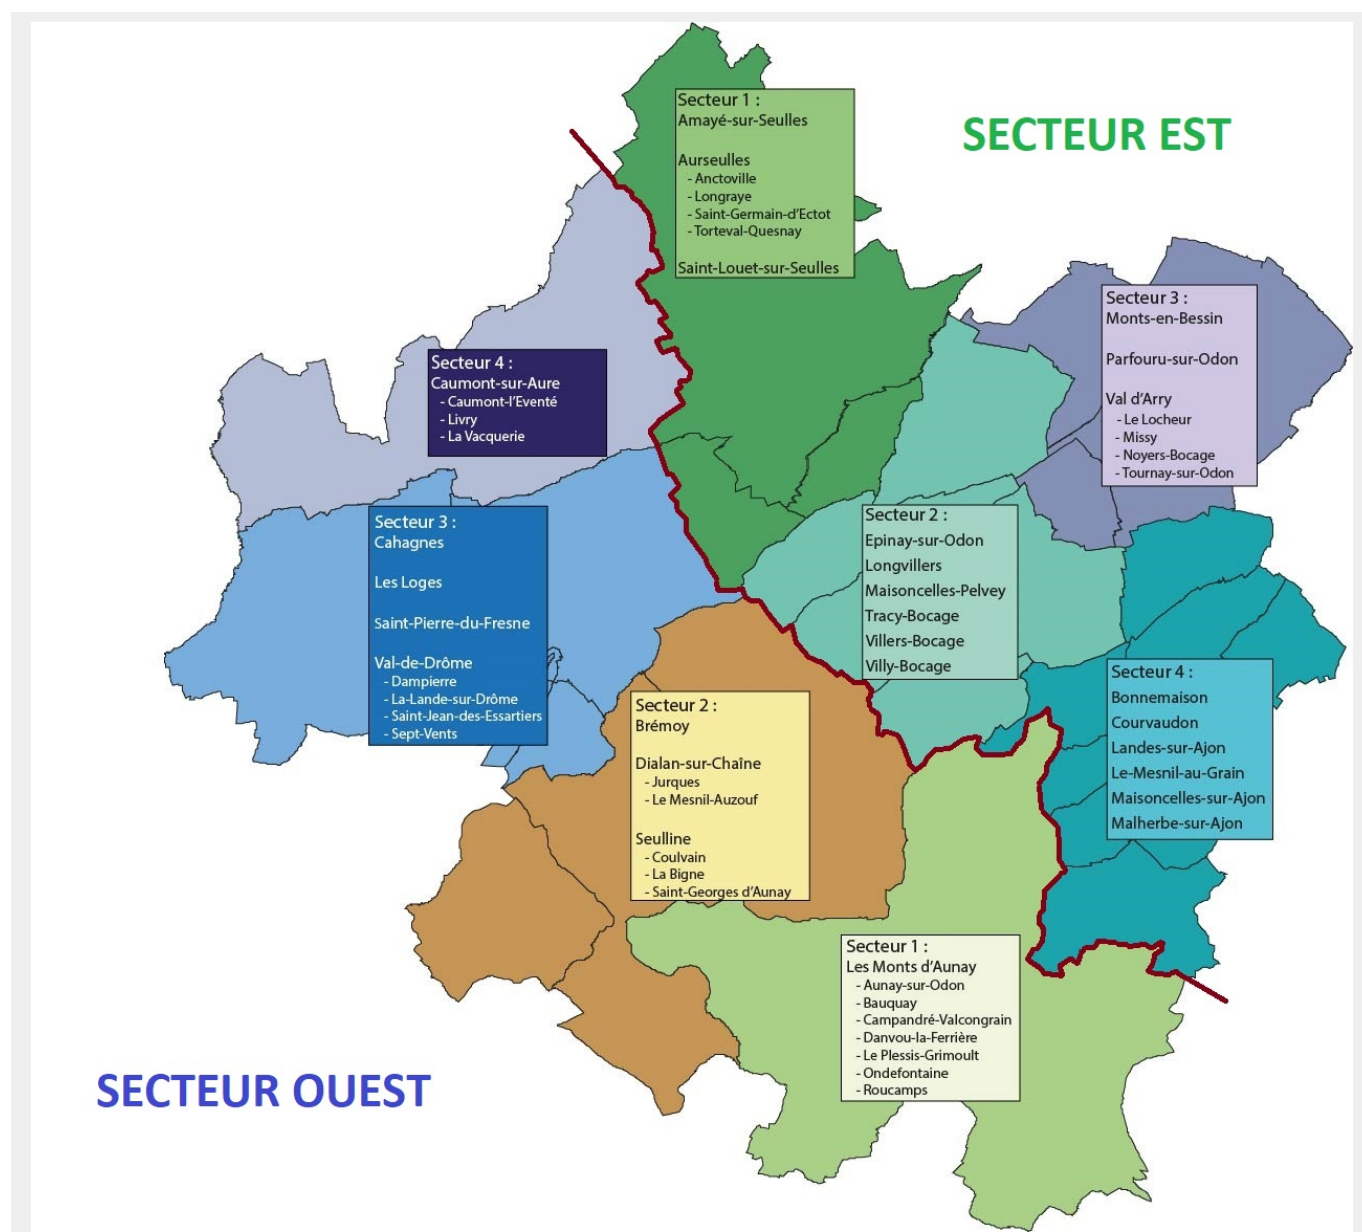 SECTEUR EST
Secteur 1 :
Amayé-sur-Seulles
Aurseulles
- Anctoville
- Longraye
- Saint-Germain-d'Ectot
- Torteval-Quesnay
Saint-Louet-sur-Seulles
Secteur 3 :
Monts-en-Bessin
Parfouru-sur-Odon
Val d'Arry
- Le Locheur
- Missy
- Noyers-Bocage
- Tournay-sur-Odon
Secteur 4 :
Caumont-sur-Aure
- Caumont-l'Eventé
- Livry
- La Vacquerie
Secteur 3 :
Cahagnes
Les Loges
Saint-Pierre-du-Fresne
Val-de-Drôme
- Dampierre
- La-Lande-sur-Drôme
- Saint-Jean-des-Essartiers
- Sept-Vents
Secteur 2 :
Epinay-sur-Odon
Longvillers
Maisoncelles-Pelvey
Tracy-Bocage
Villers-Bocage
Villy-Bocage
Secteur 4 :
Bonnemaison
Courvaudon
Landes-sur-Ajon
Le-Mesnil-au-Grain
Maisoncelles-sur-Ajon
Malherbe-sur-Ajon
Secteur 2 :
Brémoy
Dialan-sur-Chaîne
- Jurques
- Le Mesnil-Auzouf
Seulline
- Coulvain
- La Bigne
- Saint-Georges d'Aunay
Secteur 1 :
Les Monts d'Aunay
- Aunay-sur-Odon
- Bauquay
- Campandré-Valcongrain
- Danvou-la-Ferrière
- Le Plessis-Grimoult
- Ondefontaine
- Roucamps
SECTEUR OUEST